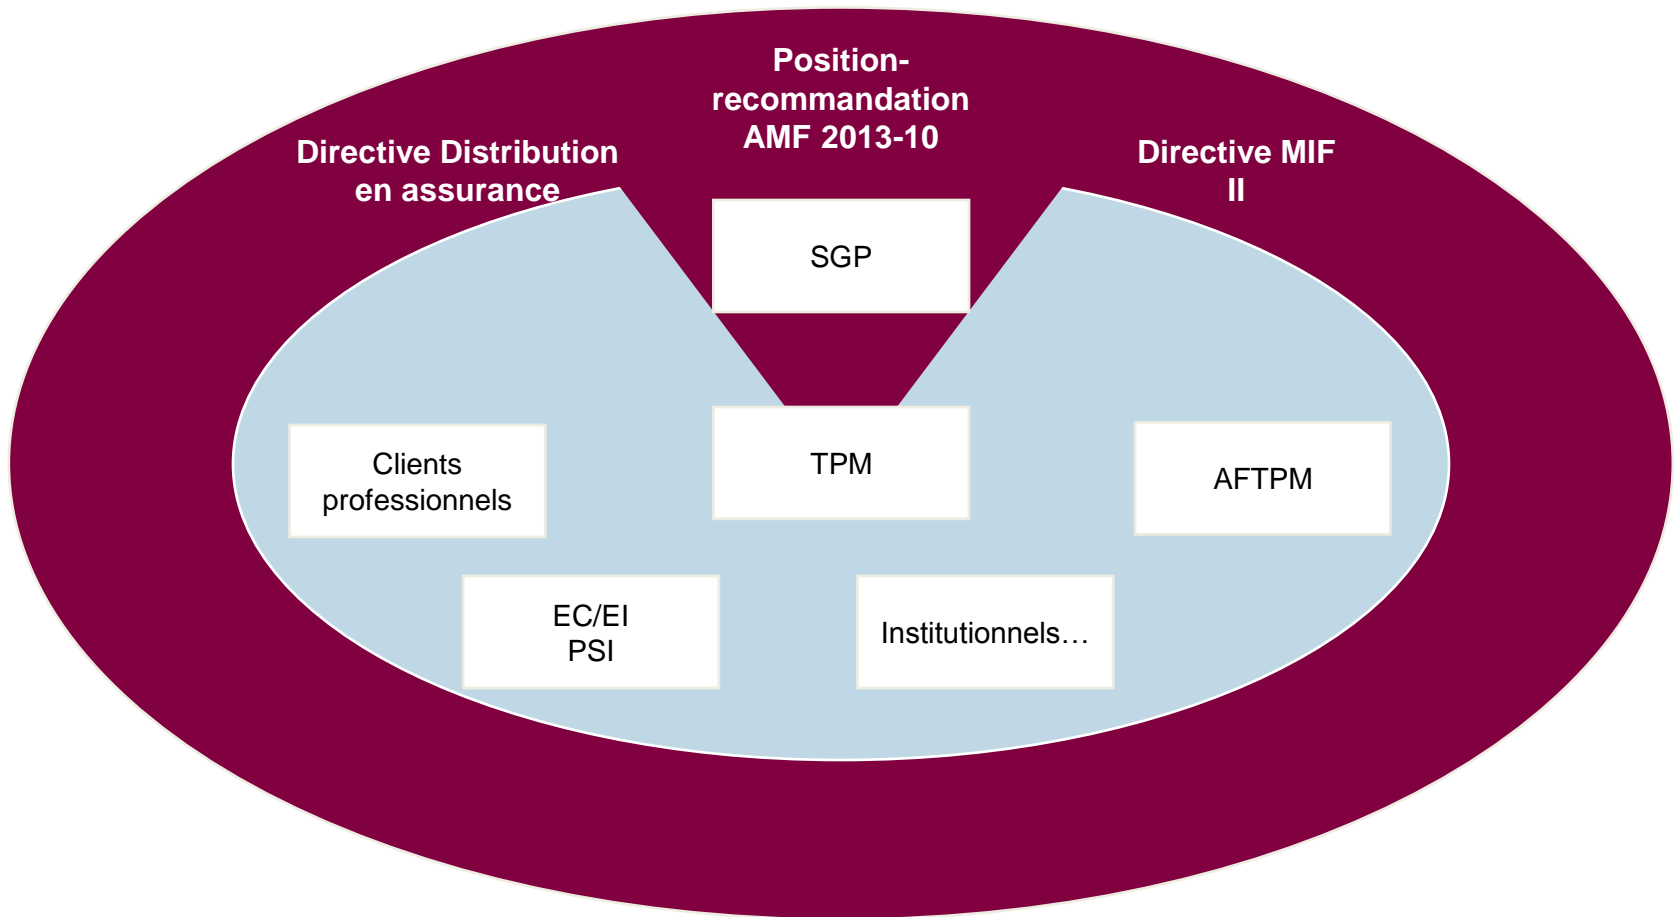 Position-
recommandation
AMF 2013-10
Directive Distribution
en assurance
Directive MIF
II
SGP
Clients
professionnels
TPM
AFTPM
EC/EI
PSI
Institutionnels…